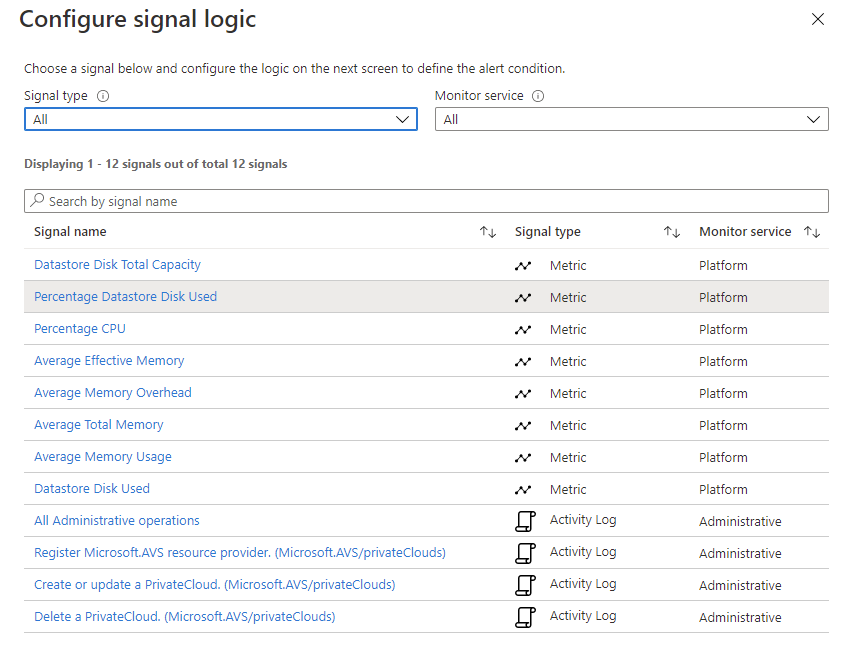 Configure signal logic
Choose a signal below and configure the logic on the next screen to define the alert condition.
Signal type Monitor service
All All
Displaying 1 - 12 signals out of total 12 signals
Search by signal name
Signal name Signal type Monitor service
Datastore Disk Total Capacity Metric Platform
Percentage Datastore Disk Used Metric Platform
Percentage CPU Metric Platform
Average Effective Memory Metric Platform
Average Memory Overhead Metric Platform
Average Total Memory Metric Platform
Average Memory Usage Metric Platform
Datastore Disk Used Metric Platform
All Administrative operations Activity Log Administrative
Register Microsoft.AVS resource provider. (Microsoft.AVS/privateClouds) Activity Log Administrative
Create or update a PrivateCloud. (Microsoft.AVS/privateClouds) Activity Log Administrative
Delete a PrivateCloud. (Microsoft.AVS/privateClouds) Activity Log Administrative